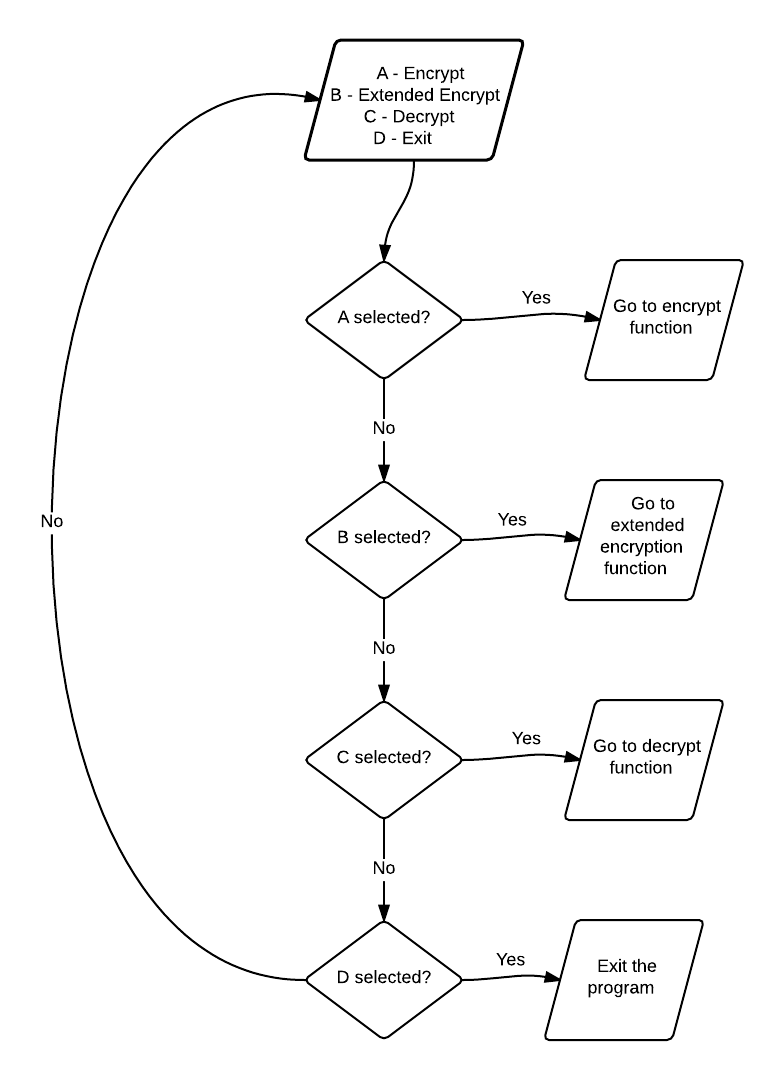 A - Encrypt
B - Extended Encrypt
C - Decrypt
D - Exit
A selected?
Yes
Go to encrypt
function
No
B selected?
Yes
Go to
extended
encryption
function
No
No
C selected?
Yes
Go to decrypt
function
No
D selected?
Yes
Exit the
program